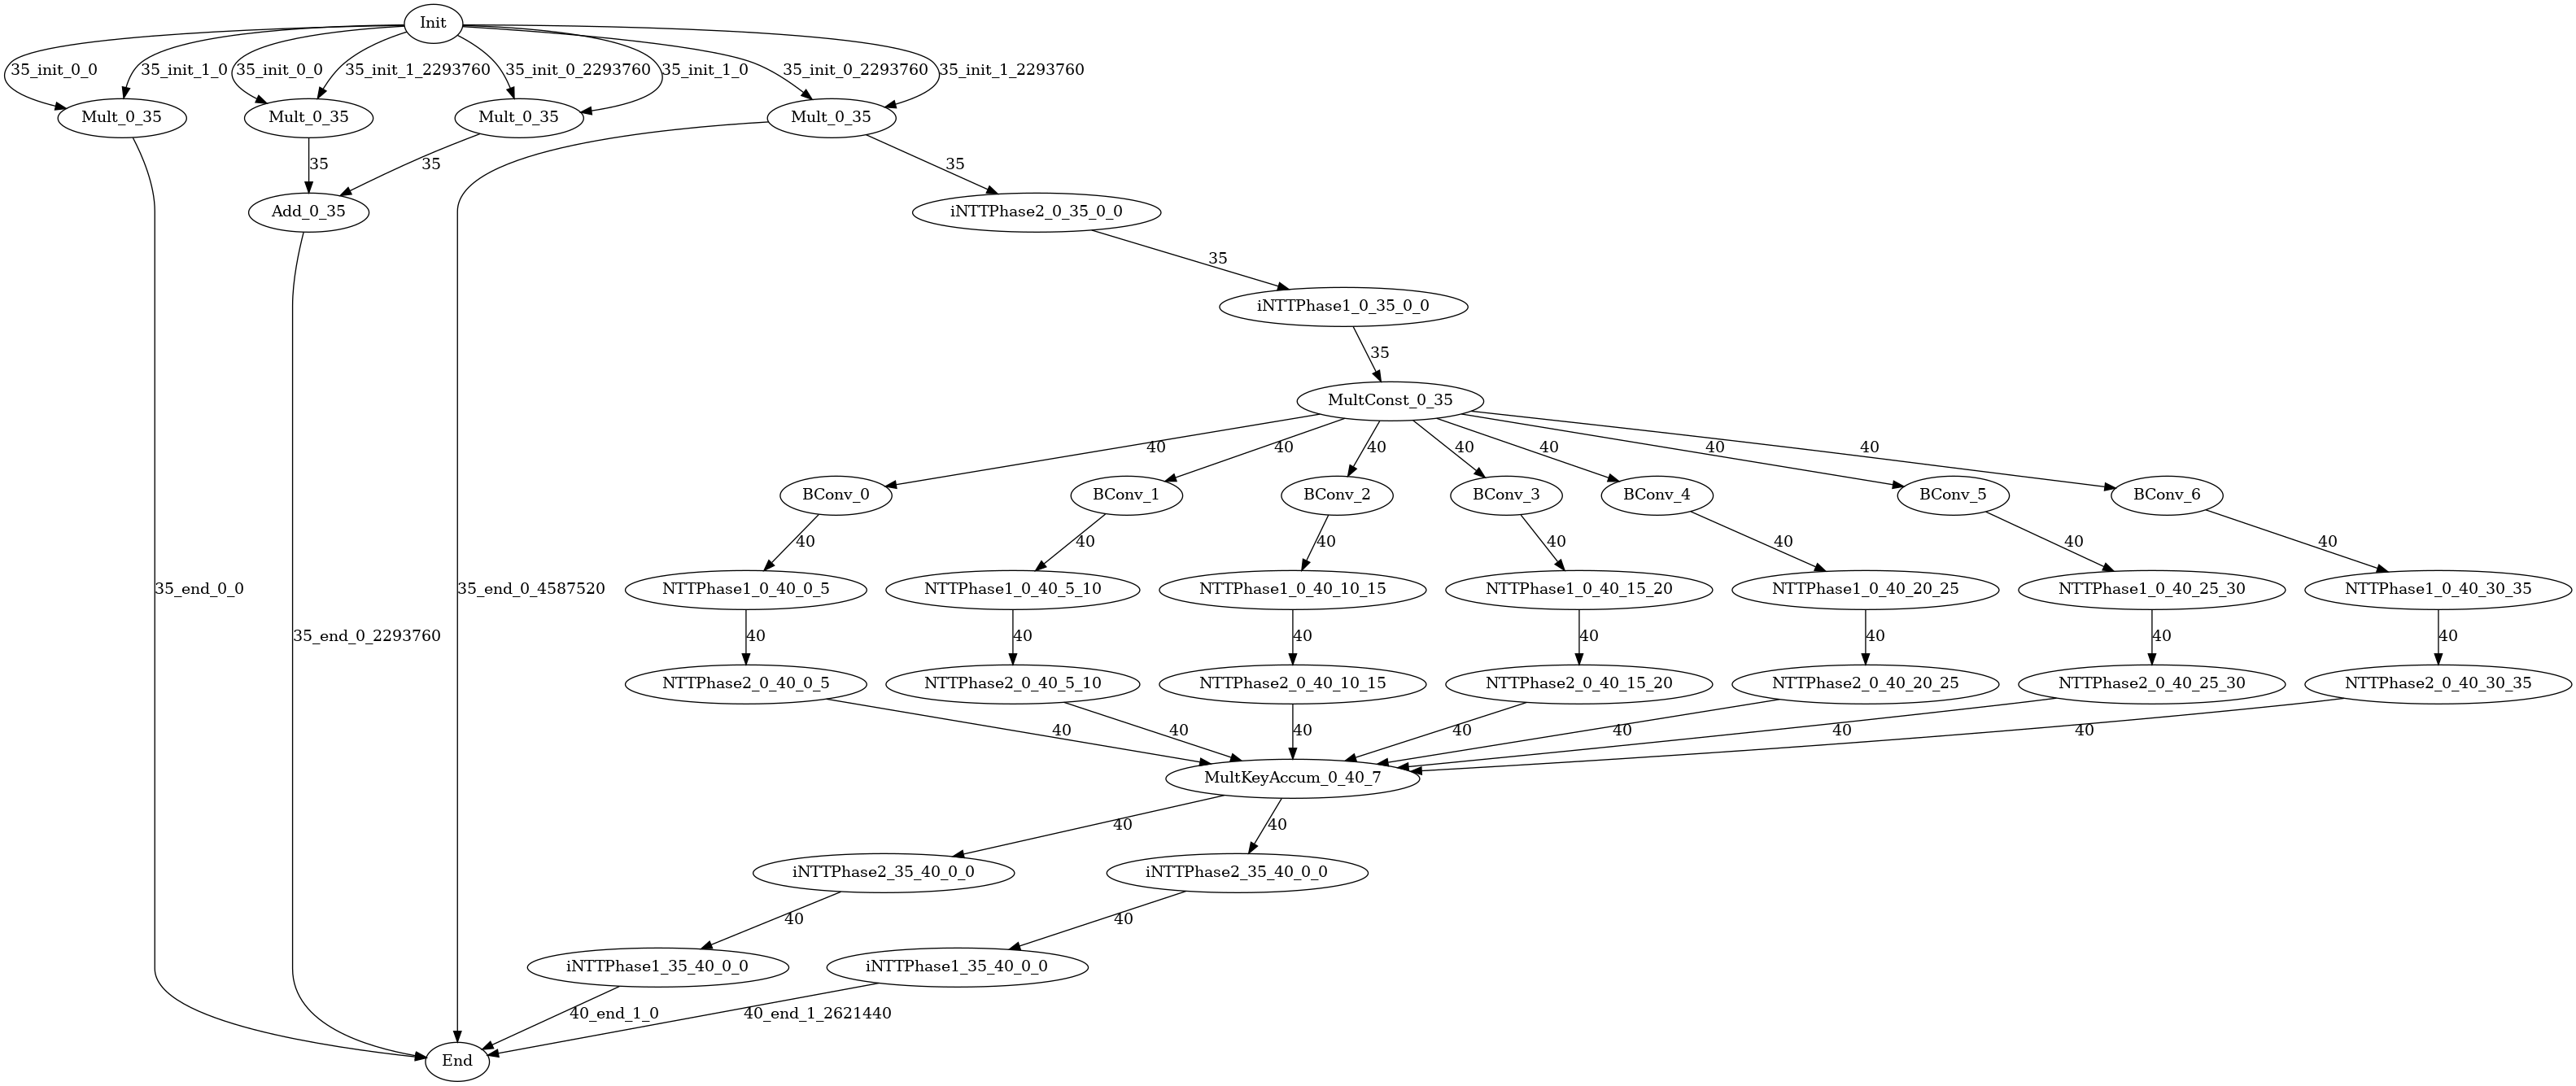 Init
35_init_0_0
35_init_1_0
35_init_0_0
35_init_1_2293760
35_init_0_2293760
35_init_1_0
35_init_0_2293760
35_init_1_2293760
Mult_0_35
Mult_0_35
Mult_0_35
Mult_0_35
35
35
35
Add_0_35
iNTTPhase2_0_35_0_0
35
iNTTPhase1_0_35_0_0
35
MultConst_0_35
40
40
40
40
40
40
40
BConv_0
BConv_1
BConv_2
BConv_3
BConv_4
BConv_5
BConv_6
40
40
40
40
40
40
40
35_end_0_0
35_end_0_4587520
NTTPhase1_0_40_0_5
NTTPhase1_0_40_5_10
NTTPhase1_0_40_10_15
NTTPhase1_0_40_15_20
NTTPhase1_0_40_20_25
NTTPhase1_0_40_25_30
NTTPhase1_0_40_30_35
35_end_0_2293760
40
40
40
40
40
40
40
NTTPhase2_0_40_0_5
NTTPhase2_0_40_5_10
NTTPhase2_0_40_10_15
NTTPhase2_0_40_15_20
NTTPhase2_0_40_20_25
NTTPhase2_0_40_25_30
NTTPhase2_0_40_30_35
40
40
40
40
40
40
40
MultKeyAccum_0_40_7
40
40
iNTTPhase2_35_40_0_0
iNTTPhase2_35_40_0_0
40
40
iNTTPhase1_35_40_0_0
iNTTPhase1_35_40_0_0
40_end_1_0
40_end_1_2621440
End